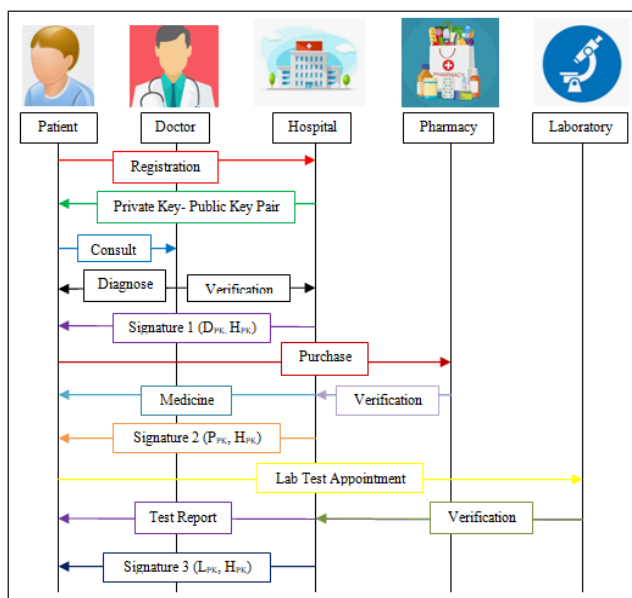 PHARMACY
Patient
Doctor
Hospital
Pharmacy
Laboratory
Registration
Private Key- Public Key Pair
Consult
Diagnose
Verification
Signature 1 (DPK, HPK)
Purchase
Medicine
Verification
Signature 2 (PPK, HPK)
Lab Test Appointment
Test Report
Verification
Signature 3 (LPK, HPK)